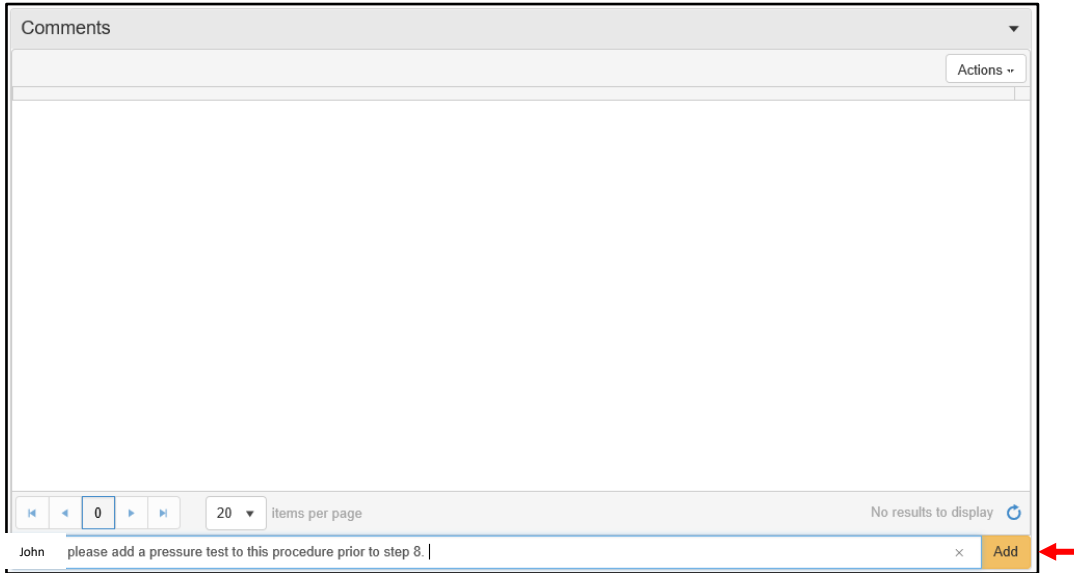 Comments
Actions
0
20
items per page
No results to display
John please add a pressure test to this procedure prior to step 8.
Add